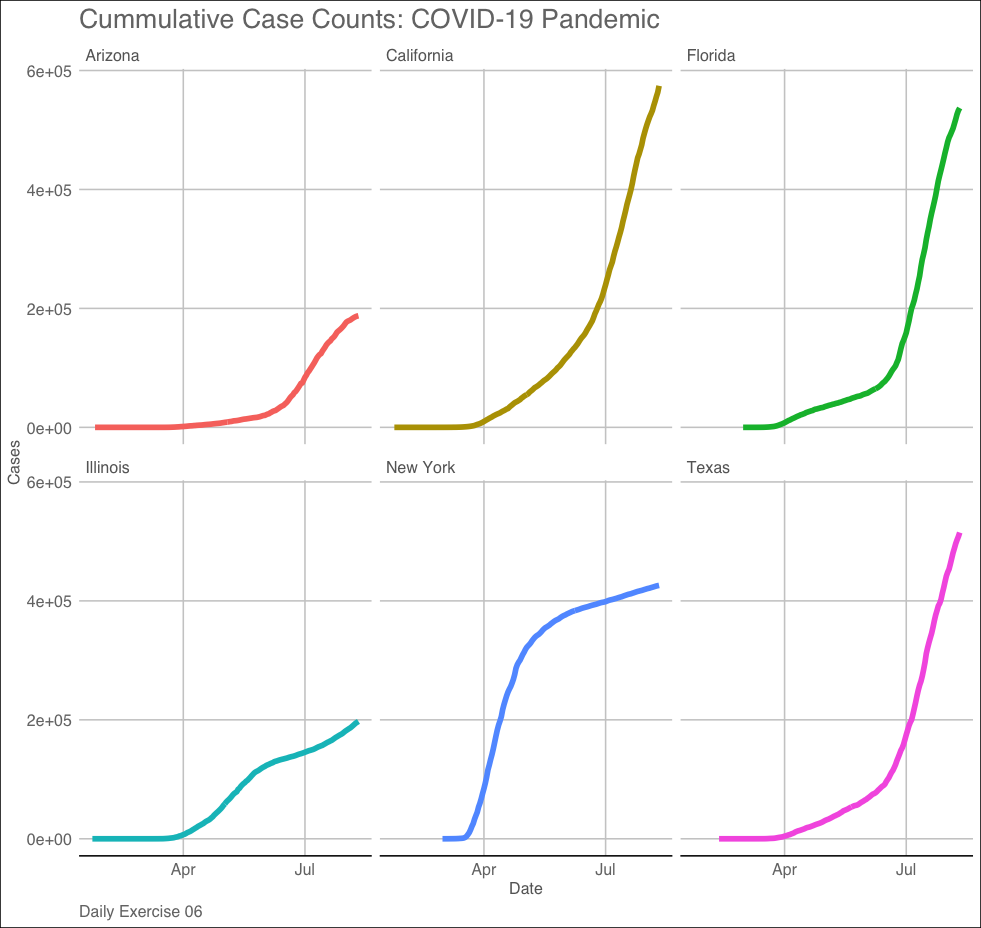 Cummulative Case Counts: COVID-19 Pandemic
Arizona
California
Florida
6e+05
4e+05
2e+05
0e+00
Cases
Illinois
New York
Texas
6e+05
4e+05
2e+05
0e+00
Apr
Jul
Apr
Jul
Apr
Jul
Date
Daily Exercise 06